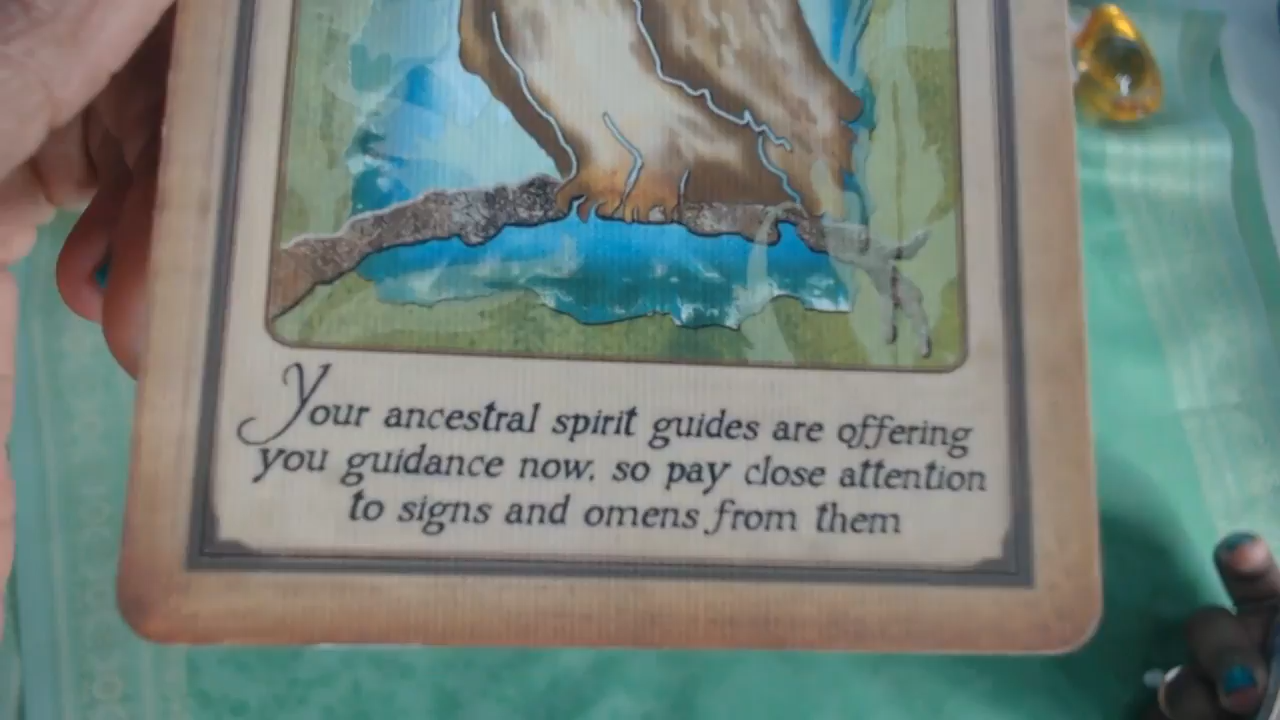 Your ancestral spirit guides are offering
you guidance now. so pay close attention
to signs and omens from them